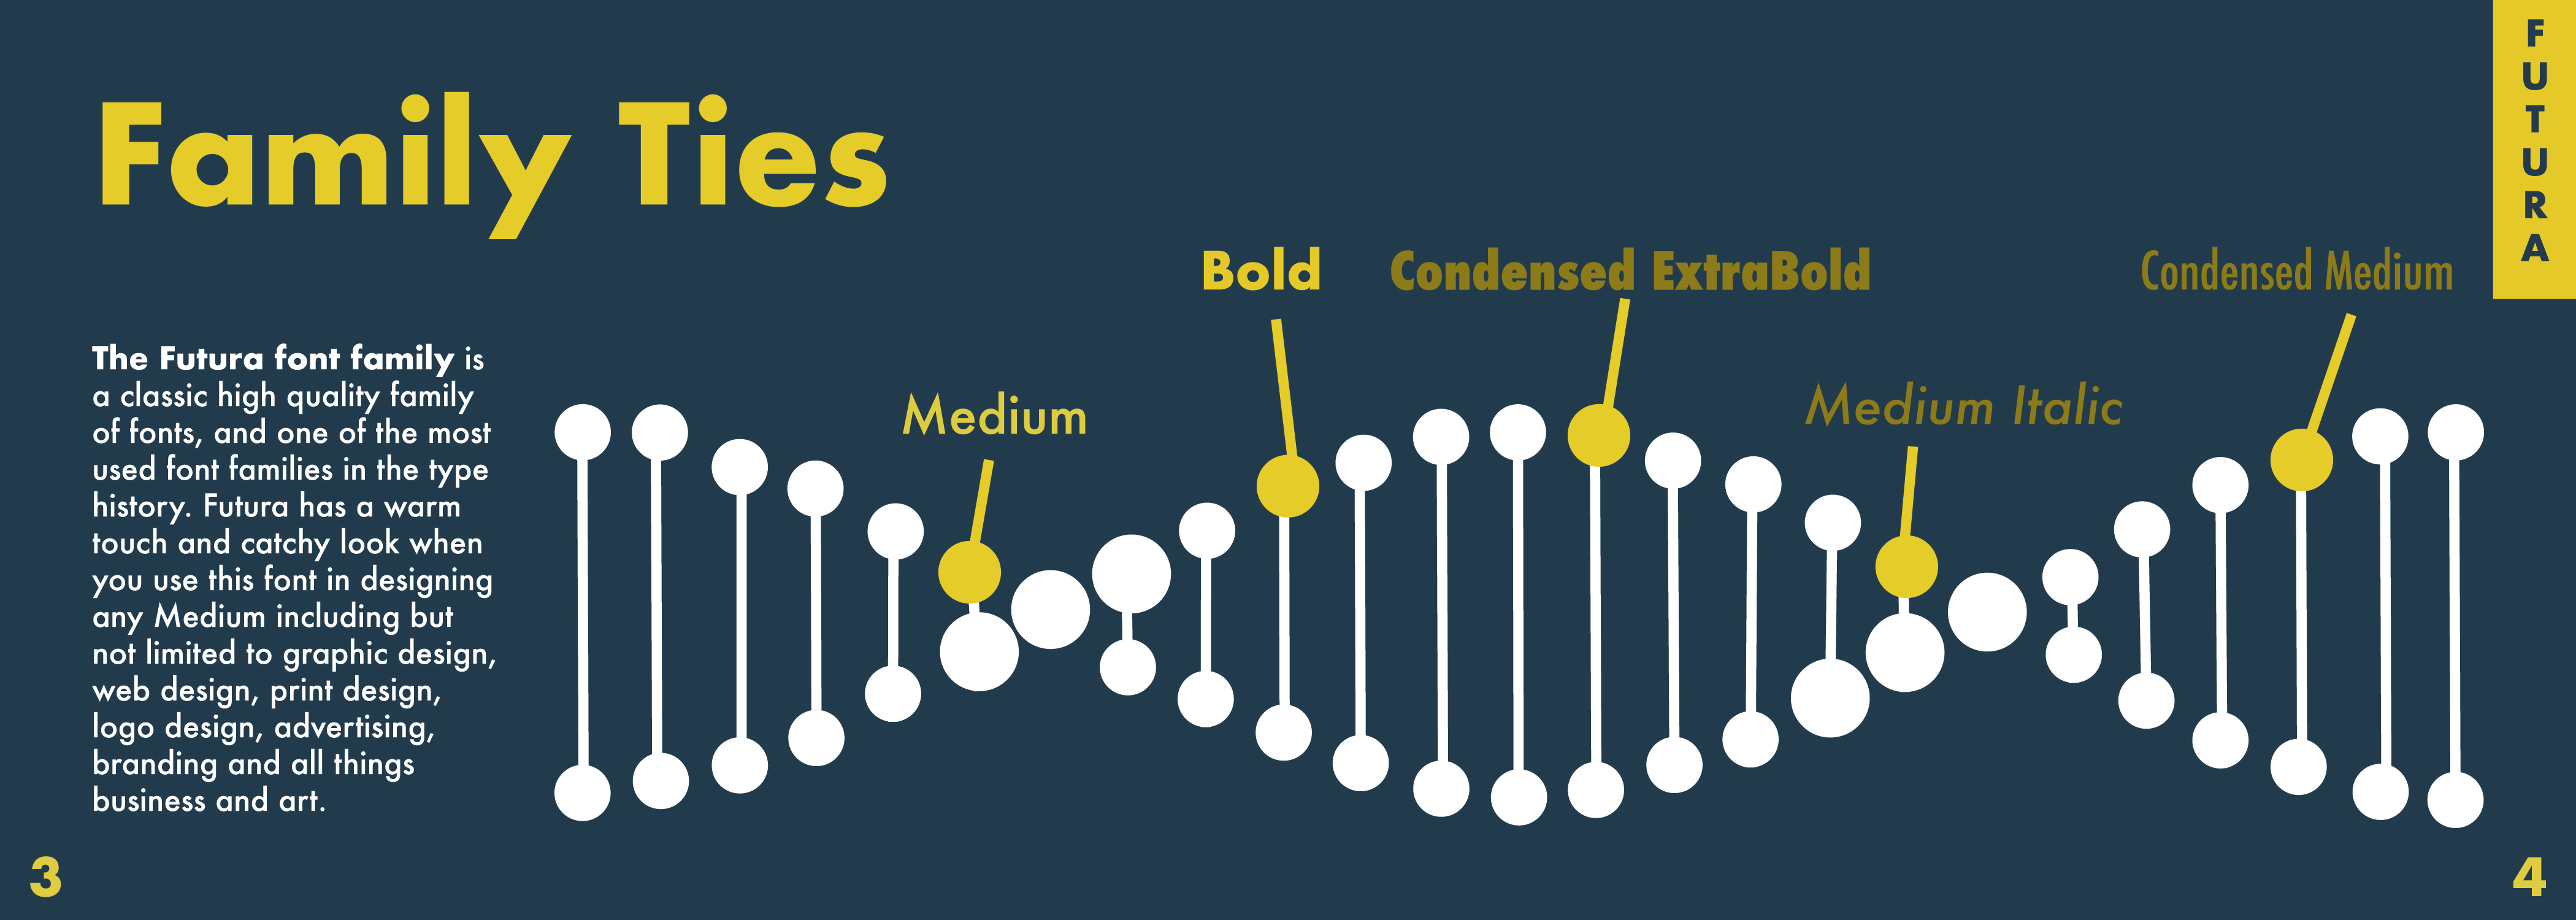 Family Ties
The Futura font family is
a classic high quality family
of fonts, and one of the most
used font families in the type
history. Futura has a warm
touch and catchy look when
you use this font in designing
any Medium including but
not limited to graphic design,
web design, print design,
logo design, advertising,
branding and all things
business and art.
Medium
Bold
Condensed ExtraBold
Medium Italic
Condensed Medium
F
U
T
U
R
A
3
4